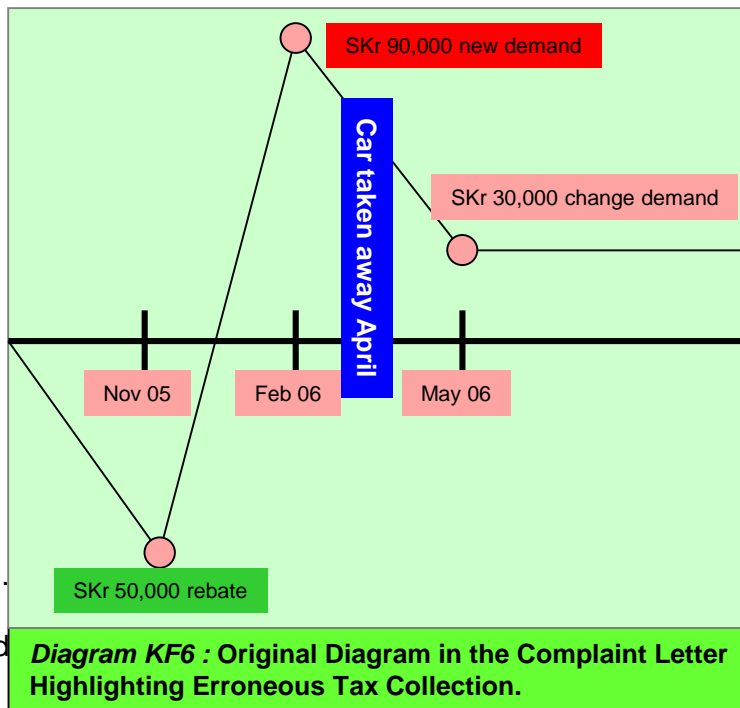 SKr 90,000 new demand
Car taken away April
SKr 30,000 change demand
Nov 05
Feb 06
May 06
SKr 50,000 rebate
Diagram KF6 : Original Diagram in the Complaint Letter
Highlighting Erroneous Tax Collection.